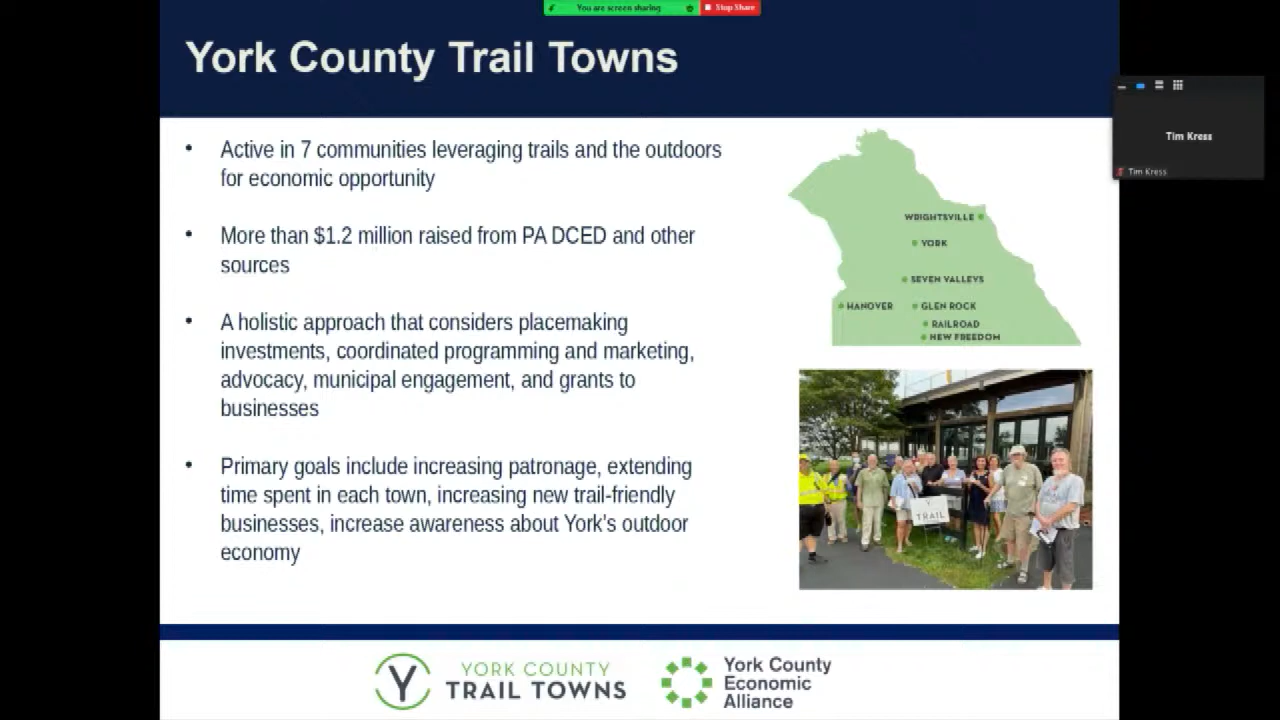 You are screen sharing
Stop Share
York County Trail Towns
• Active in 7 communities leveraging trails and the outdoors
for economic opportunity
• More than $1.2 million raised from PA DCED and other
sources
• A holistic approach that considers placemaking
investments, coordinated programming and marketing,
advocacy, municipal engagement, and grants to
businesses
• Primary goals include increasing patronage, extending
time spent in each town, increasing new trail-friendly
businesses, increase awareness about York's outdoor
economy
WRIGHTSVILLE
YORK
SEVEN VALLEYS
HANOVER
GLEN ROCK
RAILROAD
NEW FREEDOM
TRAIL
Tim Kress
Tim Kress
Y
YORK COUNTY
TRAIL TOWNS
York County
Economic
Alliance